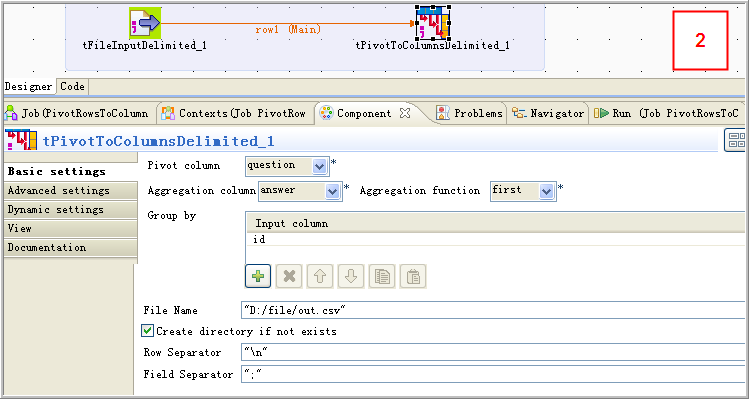 row1 (Main)
2
tFileInputDelimited_1
tPivotToColumnsDelimited_1
Designer Code
Job(PivotRowsToColumn Contexts(Job PivotRow Component Problems Navigator Run (Job PivotRowsToC
tPivotToColumnsDelimited_1
Basic settings
Advanced settings
Dynamic settings
View
Documentation
Pivot column question *
Aggregation column answer * Aggregation function first *
Group by
Input column
id
File Name "D:/file/out.csv"
Create directory if not exists
Row Separator "\n"
Field Separator ";"